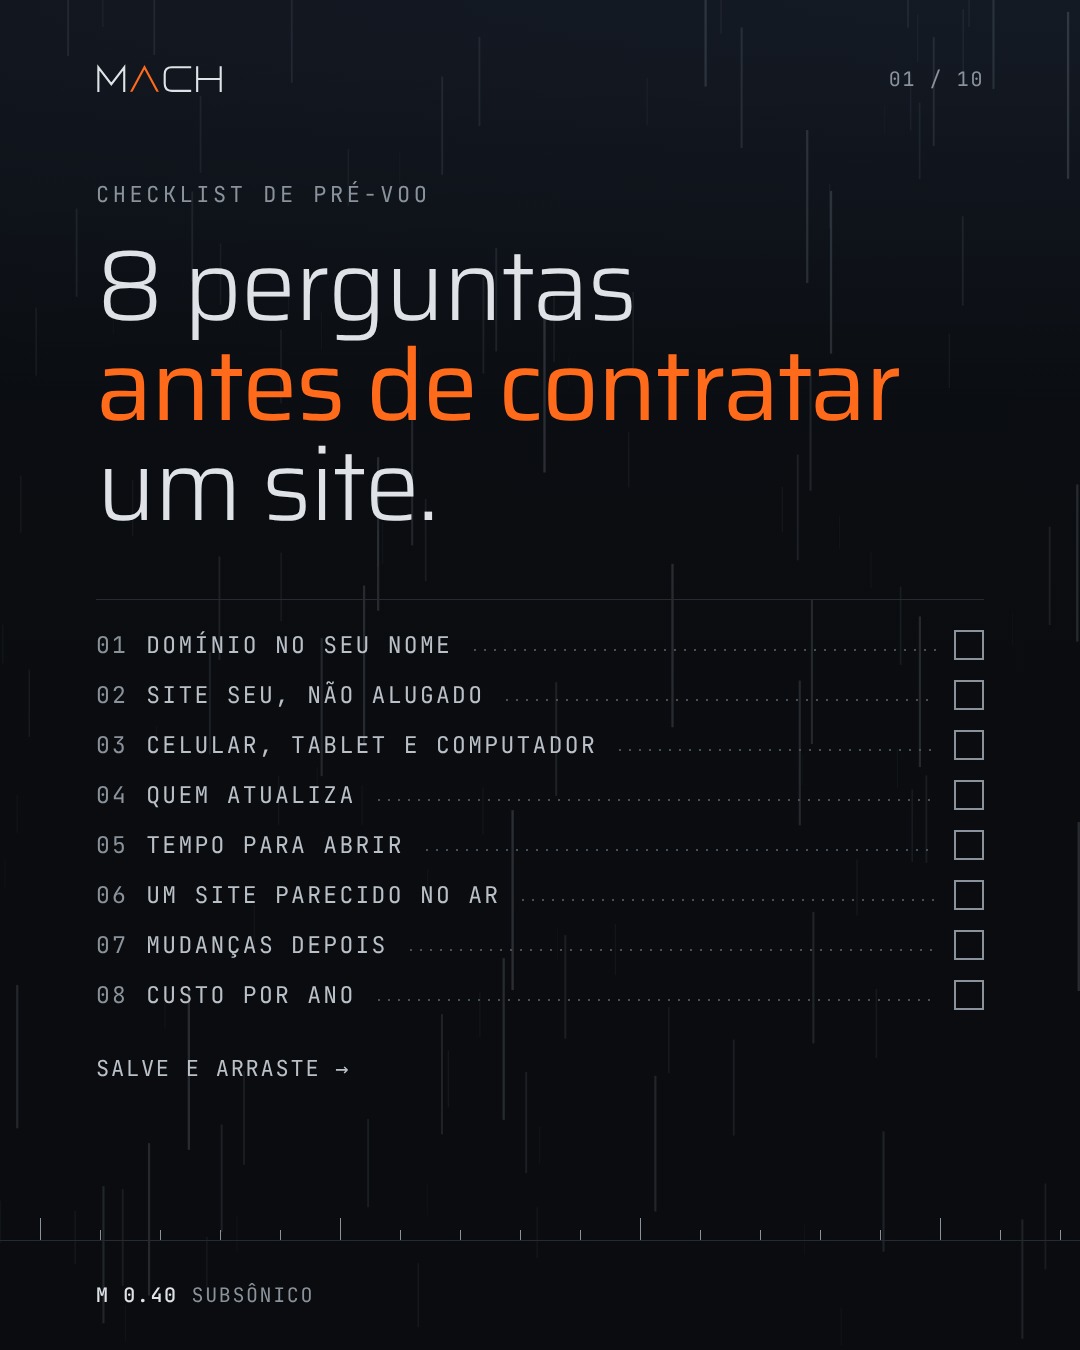 MACH
01 / 10
CHECKLIST DE PRÉ-VOO
8 perguntas
antes de contratar
um site.
01 DOMÍNIO NO SEU NOME
02 SITE SEU, NÃO ALUGADO
03 CELULAR, TABLET E COMPUTADOR
04 QUEM ATUALIZA
05 TEMPO PARA ABRIR
06 UM SITE PARECIDO NO AR
07 MUDANÇAS DEPOIS
08 CUSTO POR ANO
SALVE E ARRASTE →
M 0.40 SUBSÔNICO